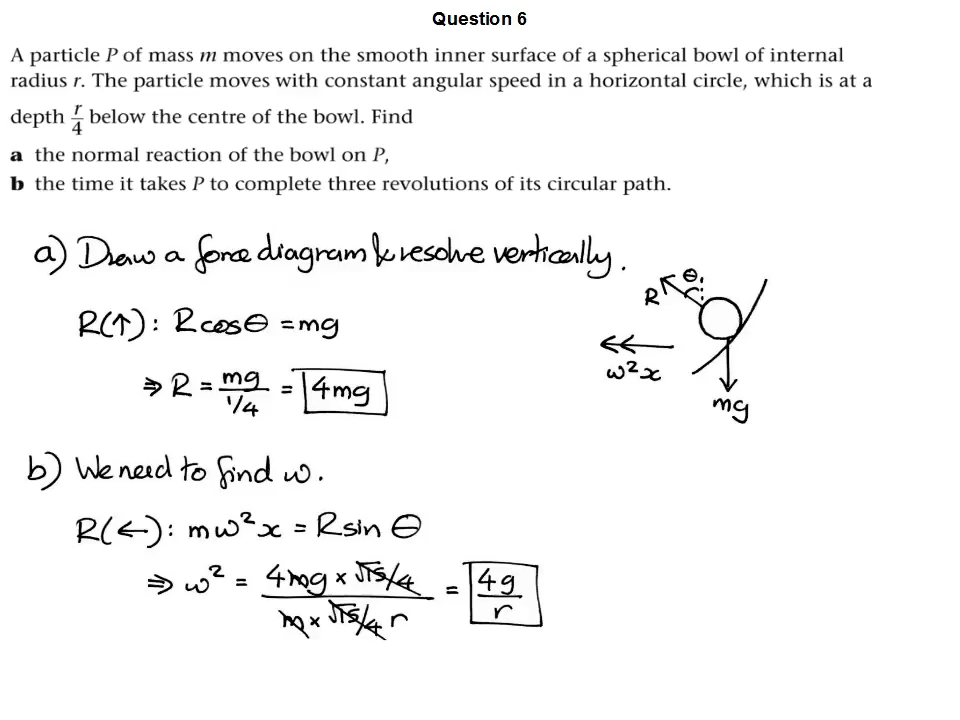 Question 6
A particle P of mass m moves on the smooth inner surface of a spherical bowl of internal
radius r. The particle moves with constant angular speed in a horizontal circle, which is at a
depth r/4 below the centre of the bowl. Find
a the normal reaction of the bowl on P,
b the time it takes P to complete three revolutions of its circular path.
a) Draw a force diagram & resolve vertically.
R(↑): R cos θ = mg
⇒ R = mg / (1/4) = 4mg
θ
R
ω²x
mg
b) We need to find ω.
R(←): mω²x = R sin θ
⇒ ω² = (4mg × √15/4) / (m × √15/4 r) = 4g/r